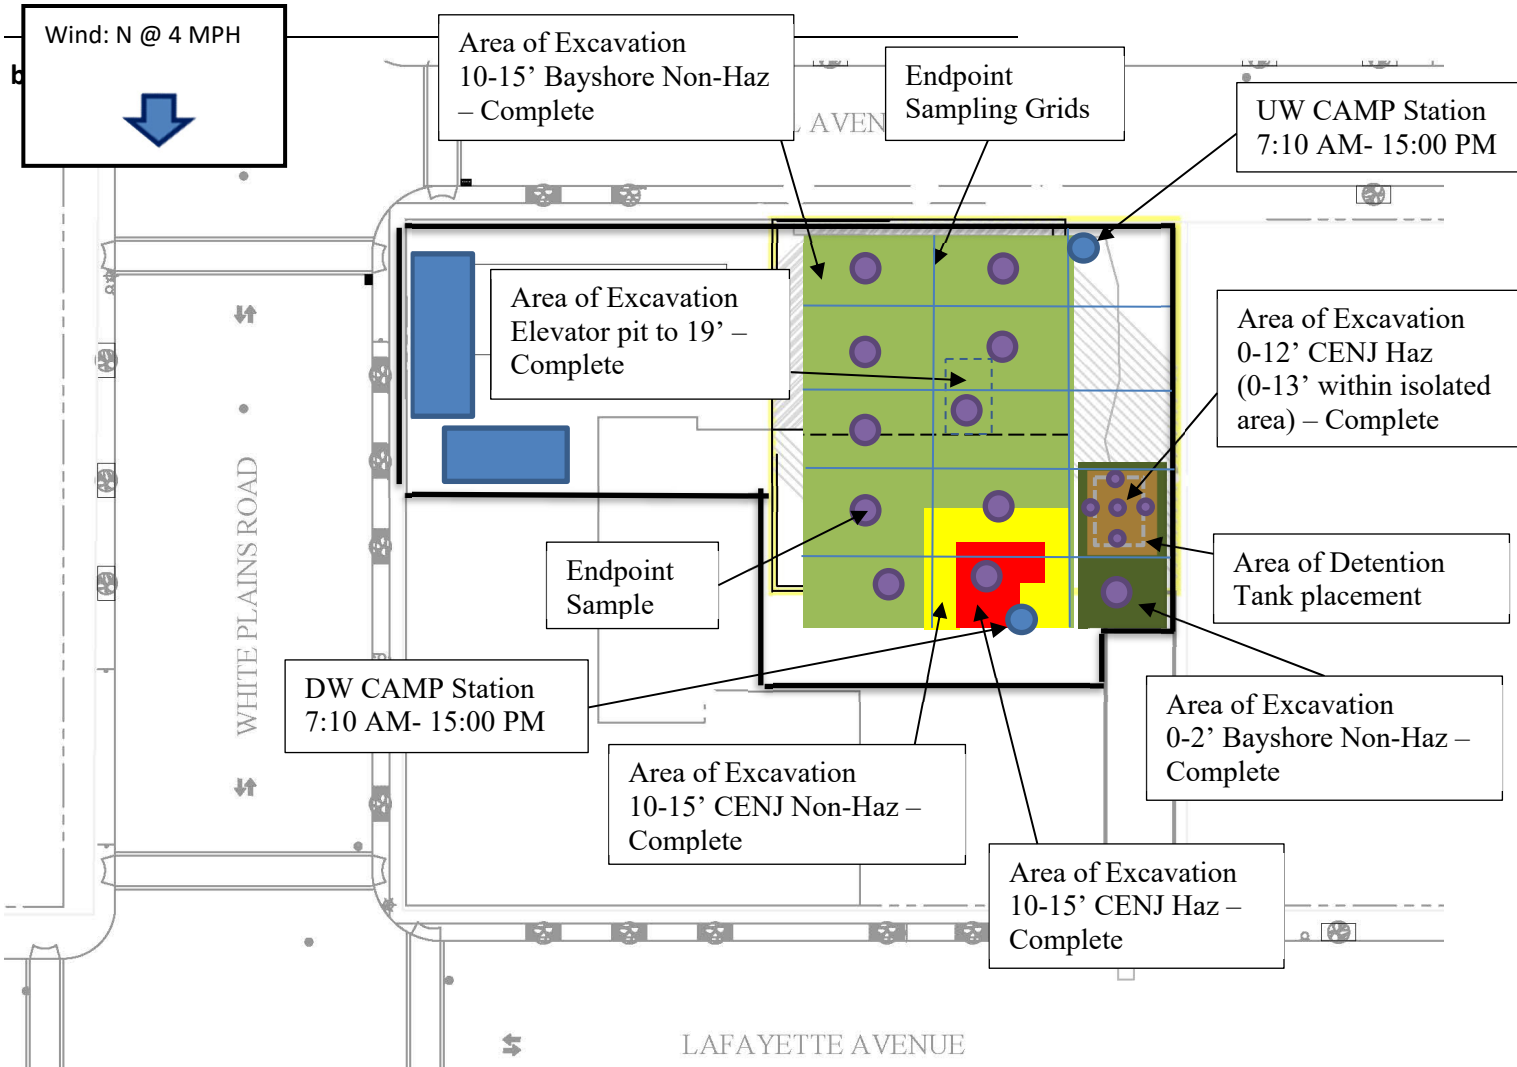 Wind: N @ 4 MPH
b
Area of Excavation
10-15’ Bayshore Non-Haz
– Complete
Endpoint
Sampling Grids
UW CAMP Station
7:10 AM- 15:00 PM
Area of Excavation
Elevator pit to 19’ –
Complete
Area of Excavation
0-12’ CENJ Haz
(0-13’ within isolated
area) – Complete
WHITE PLAINS ROAD
Endpoint
Sample
Area of Detention
Tank placement
DW CAMP Station
7:10 AM- 15:00 PM
Area of Excavation
0-2’ Bayshore Non-Haz –
Complete
Area of Excavation
10-15’ CENJ Non-Haz –
Complete
Area of Excavation
10-15’ CENJ Haz –
Complete
LAFAYETTE AVENUE